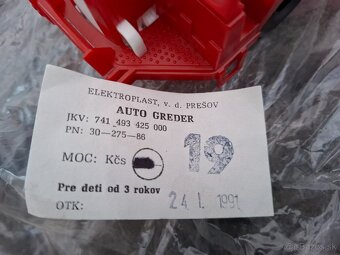 ELEKTROPLAST, v. d. PREŠOV
AUTO GREDER
JKV: 741 493 425 000
PN: 30—275—86
19
MOC: Kčs
Pre deti od 3 rokov
OTK: 24. I. 1991